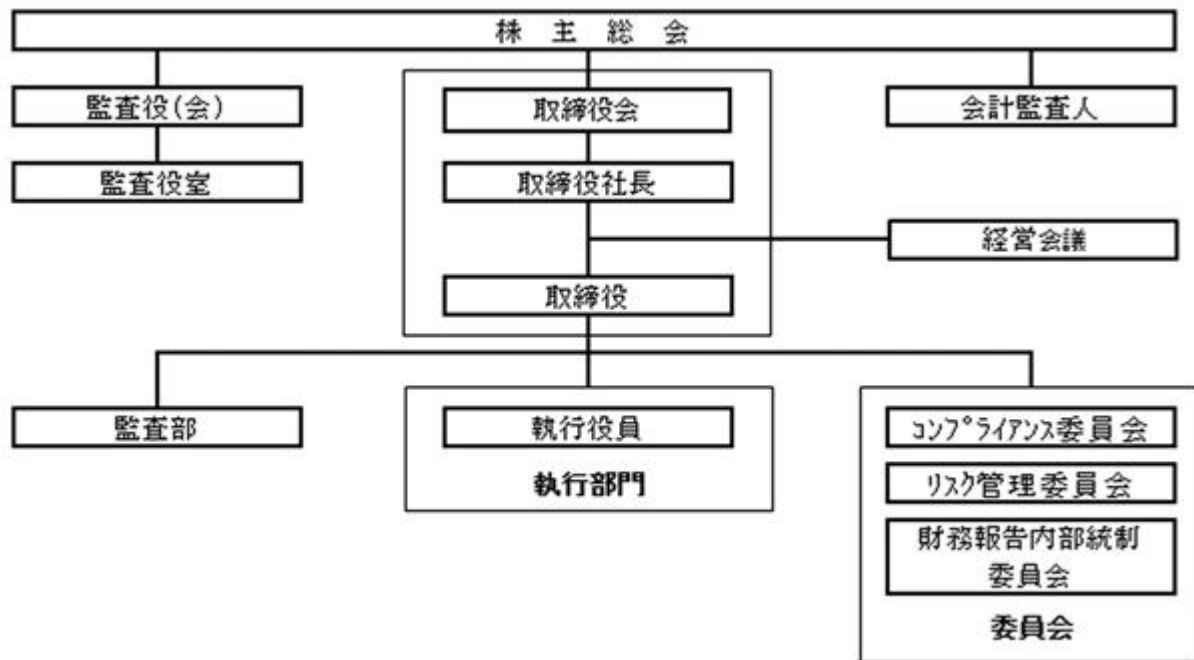 株 主 総 会
監査役(会)
取締役会
会計監査人
監査役室
取締役社長
経営会議
取締役
監査部
執行役員
執行部門
ｺﾝﾌﾟﾗｲｱﾝｽ委員会
ﾘｽｸ管理委員会
財務報告内部統制
委員会
委員会